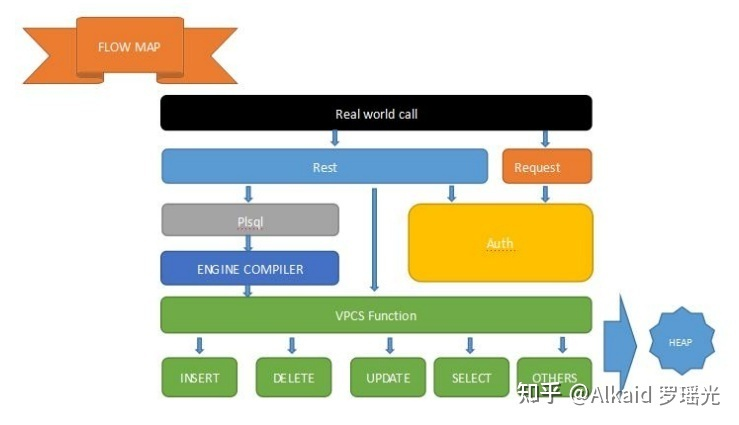 FLOW MAP
Real world call
Rest
Request
Plsql
Auth
ENGINE COMPILER
VPCS Function
HEAP
INSERT
DELETE
UPDATE
SELECT
OTHERS
知乎 @Alkaid 罗瑶光